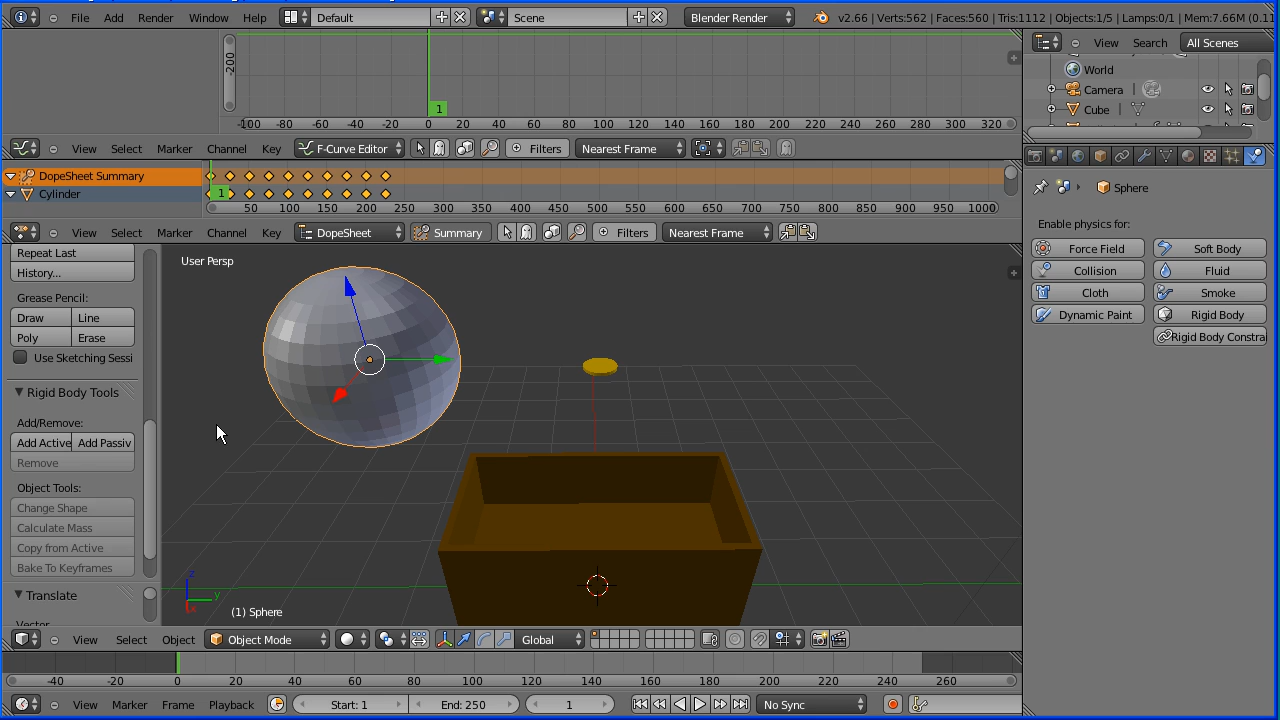 File Add Render Window Help Default Scene Blender Render v2.66 | Verts:562 | Faces:560 | Tris:1112 | Objects:1/5 | Lamps:0/1 | Mem:7.66M (0.11
View Search All Scenes
World
Camera
Cube
-200
1
-100 -80 -60 -40 -20 0 20 40 60 80 100 120 140 160 180 200 220 240 260 280 300 320
View Select Marker Channel Key F-Curve Editor Filters Nearest Frame
DopeSheet Summary
Cylinder
1
50 100 150 200 250 300 350 400 450 500 550 600 650 700 750 800 850 900 950 1000
View Select Marker Channel Key DopeSheet Summary Filters Nearest Frame
Sphere
Enable physics for:
Force Field Soft Body
Collision Fluid
Cloth Smoke
Dynamic Paint Rigid Body
Rigid Body Constra
Repeat Last
History...
Grease Pencil:
Draw Line
Poly Erase
Use Sketching Sessi
Rigid Body Tools
Add/Remove:
Add Active Add Passiv
Remove
Object Tools:
Change Shape
Calculate Mass
Copy from Active
Bake To Keyframes
Translate
User Persp
z
y
x
(1) Sphere
View Select Object Object Mode Global
-40 -20 0 20 40 60 80 100 120 140 160 180 200 220 240 260
View Marker Frame Playback Start: 1 End: 250 1 No Sync